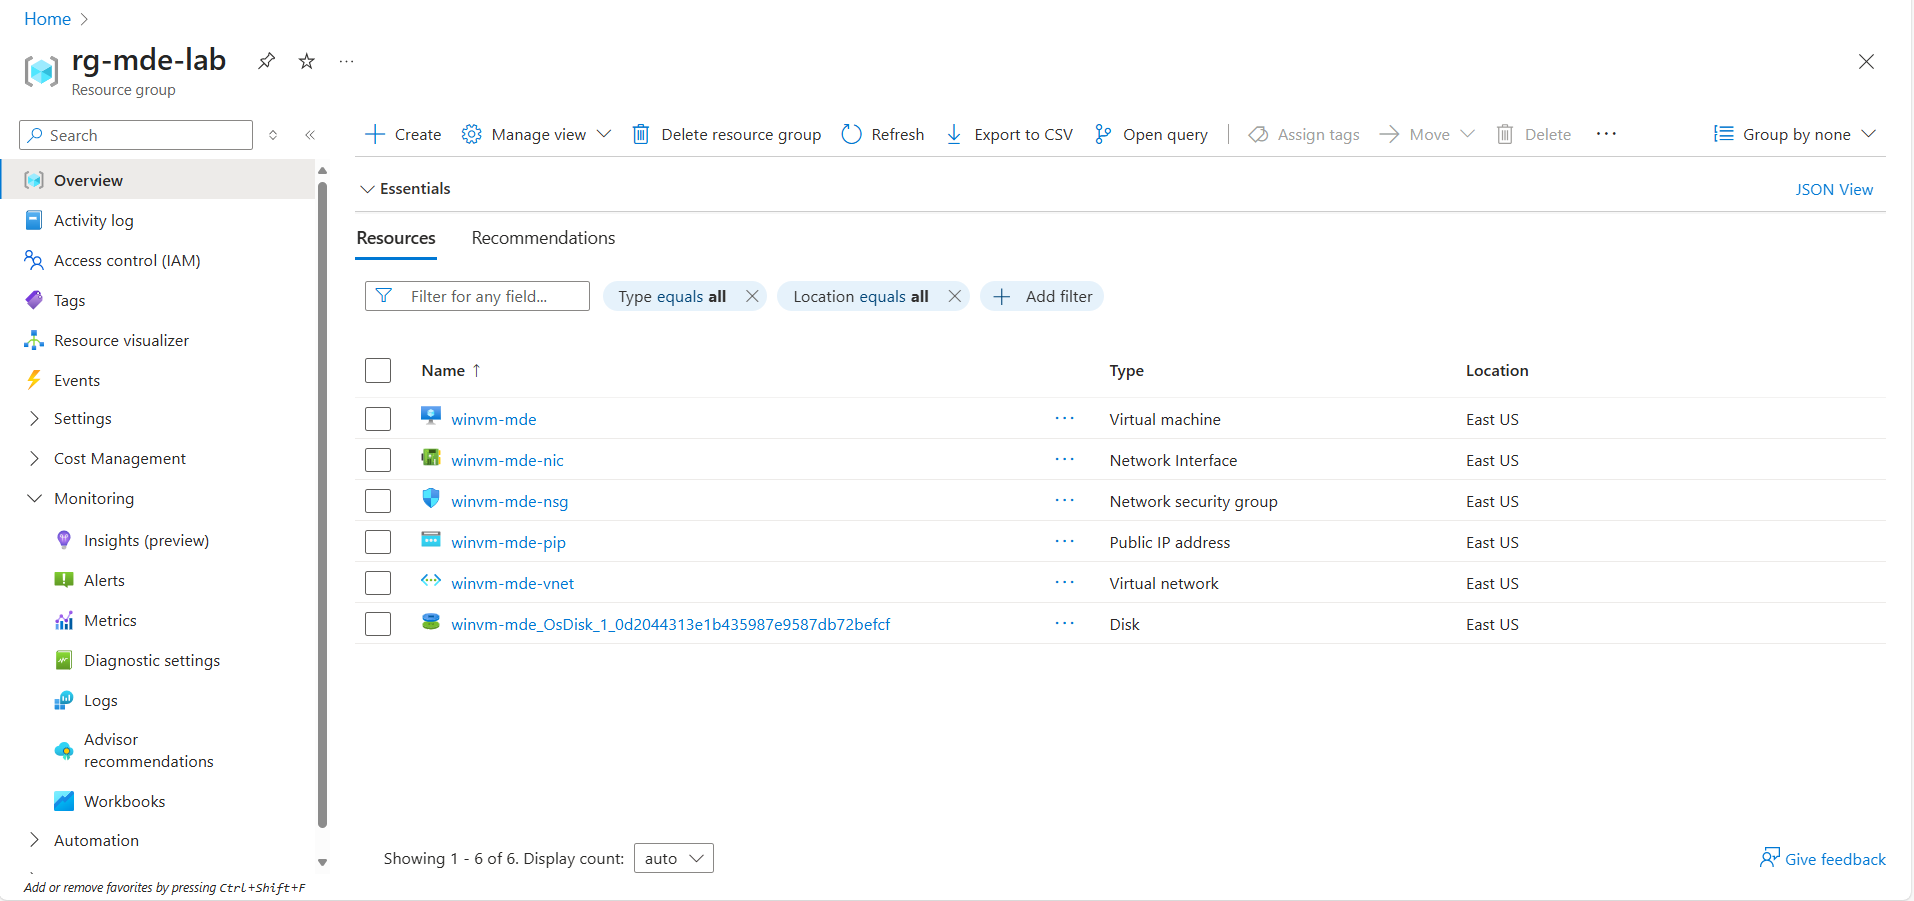 Home
rg-mde-lab
Resource group
Search
Overview
Activity log
Access control (IAM)
Tags
Resource visualizer
Events
Settings
Cost Management
Monitoring
Insights (preview)
Alerts
Metrics
Diagnostic settings
Logs
Advisor
recommendations
Workbooks
Automation
Add or remove favorites by pressing Ctrl+Shift+F
Create Manage view Delete resource group Refresh Export to CSV Open query Assign tags Move Delete Group by none
Essentials JSON View
Resources Recommendations
Filter for any field... Type equals all Location equals all Add filter
Name ↑ Type Location
winvm-mde ... Virtual machine East US
winvm-mde-nic ... Network Interface East US
winvm-mde-nsg ... Network security group East US
winvm-mde-pip ... Public IP address East US
winvm-mde-vnet ... Virtual network East US
winvm-mde_OsDisk_1_0d2044313e1b435987e9587db72befcf ... Disk East US
Showing 1 - 6 of 6. Display count: auto
Give feedback